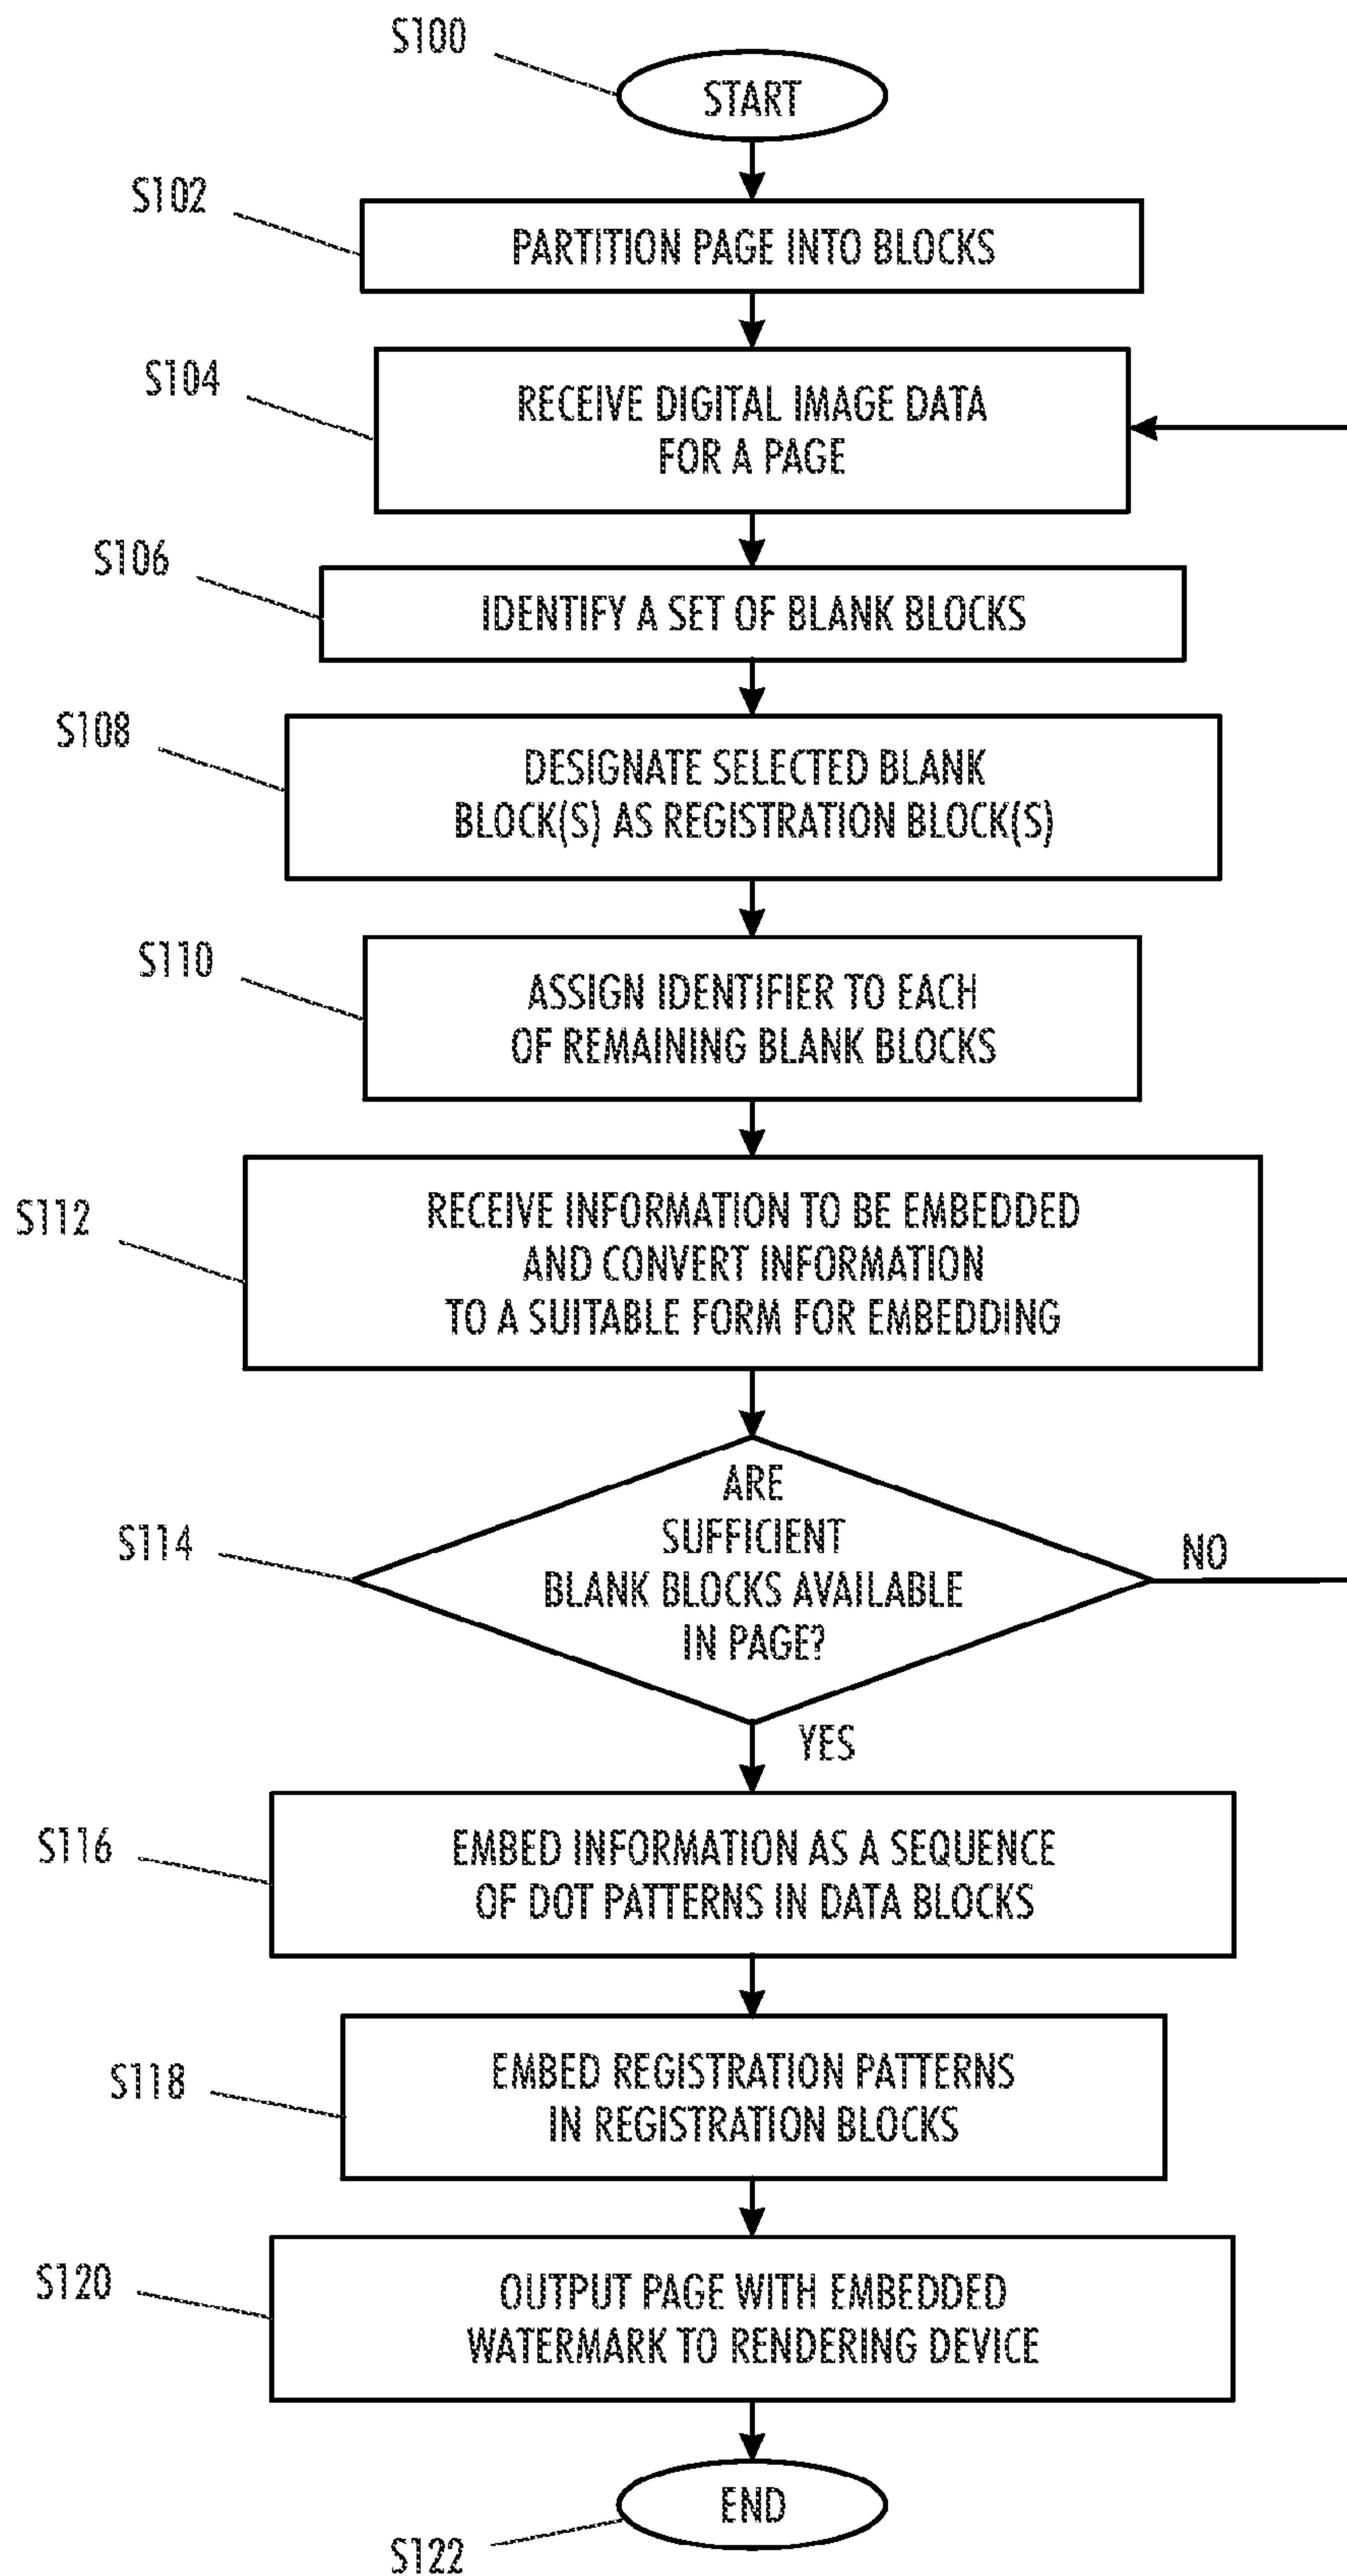 S100
START
S102
PARTITION PAGE INTO BLOCKS
S104
RECEIVE DIGITAL IMAGE DATA
FOR A PAGE
S106
IDENTIFY A SET OF BLANK BLOCKS
S108
DESIGNATE SELECTED BLANK
BLOCK(S) AS REGISTRATION BLOCK(S)
S110
ASSIGN IDENTIFIER TO EACH
OF REMAINING BLANK BLOCKS
S112
RECEIVE INFORMATION TO BE EMBEDDED
AND CONVERT INFORMATION
TO A SUITABLE FORM FOR EMBEDDING
S114
ARE
SUFFICIENT
BLANK BLOCKS AVAILABLE
IN PAGE?
NO
YES
S116
EMBED INFORMATION AS A SEQUENCE
OF DOT PATTERNS IN DATA BLOCKS
S118
EMBED REGISTRATION PATTERNS
IN REGISTRATION BLOCKS
S120
OUTPUT PAGE WITH EMBEDDED
WATERMARK TO RENDERING DEVICE
END
S122